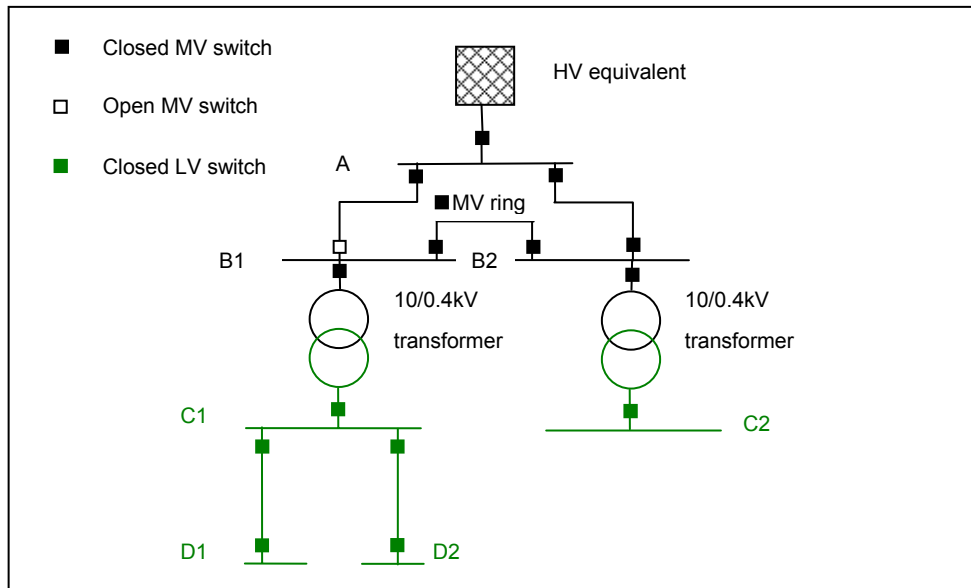 Closed MV switch
Open MV switch
Closed LV switch
HV equivalent
A
MV ring
B1
B2
10/0.4kV
transformer
10/0.4kV
transformer
C1
C2
D1
D2